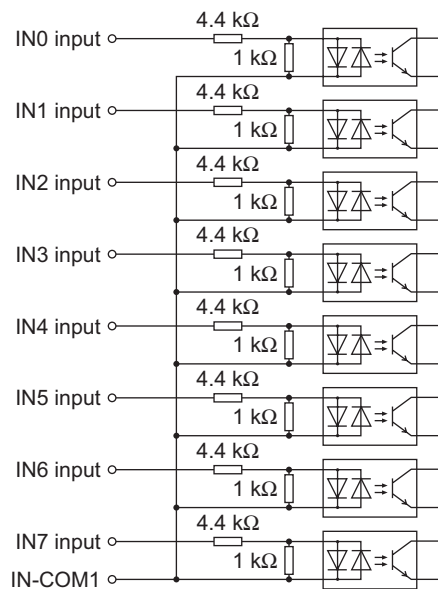 4.4 kΩ
IN0 input
1 kΩ
4.4 kΩ
IN1 input
1 kΩ
4.4 kΩ
IN2 input
1 kΩ
4.4 kΩ
IN3 input
1 kΩ
4.4 kΩ
IN4 input
1 kΩ
4.4 kΩ
IN5 input
1 kΩ
4.4 kΩ
IN6 input
1 kΩ
4.4 kΩ
IN7 input
1 kΩ
IN-COM1